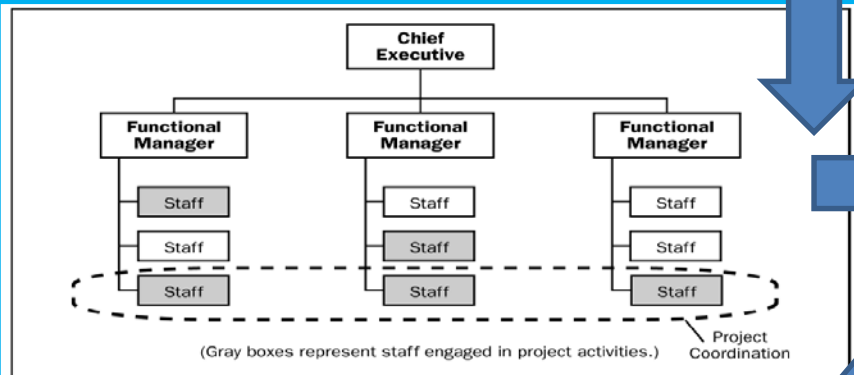 Chief
Executive
Functional
Manager
Functional
Manager
Functional
Manager
Staff
Staff
Staff
Staff
Staff
Staff
Staff
Staff
Staff
(Gray boxes represent staff engaged in project activities.)
Project
Coordination